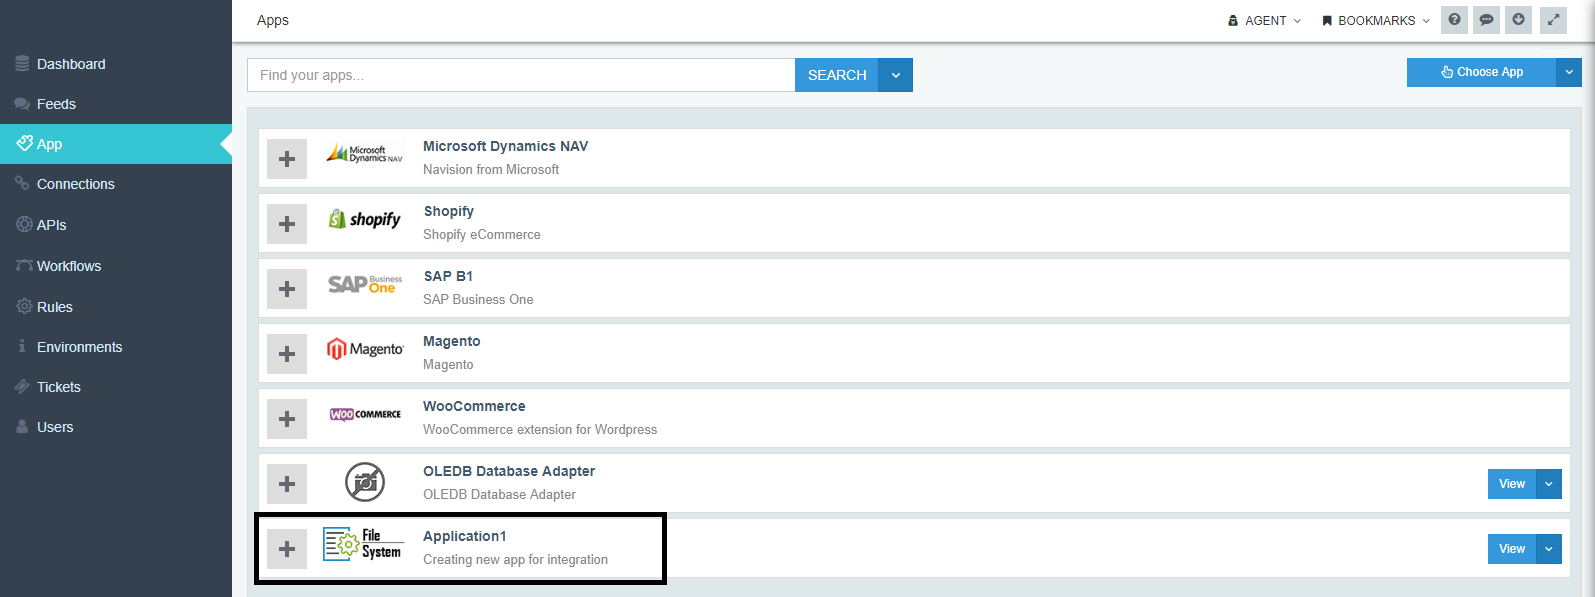 Apps
AGENT
BOOKMARKS
Dashboard
Feeds
App
Connections
APIs
Workflows
Rules
Environments
Tickets
Users
Find your apps...
SEARCH
Choose App
Microsoft Dynamics NAV
Microsoft Dynamics NAV
Navision from Microsoft
shopify
Shopify
Shopify eCommerce
SAP Business One
SAP B1
SAP Business One
Magento
Magento
Magento
WOO COMMERCE
WooCommerce
WooCommerce extension for Wordpress
OLEDB Database Adapter
OLEDB Database Adapter
View
File System
Application1
Creating new app for integration
View